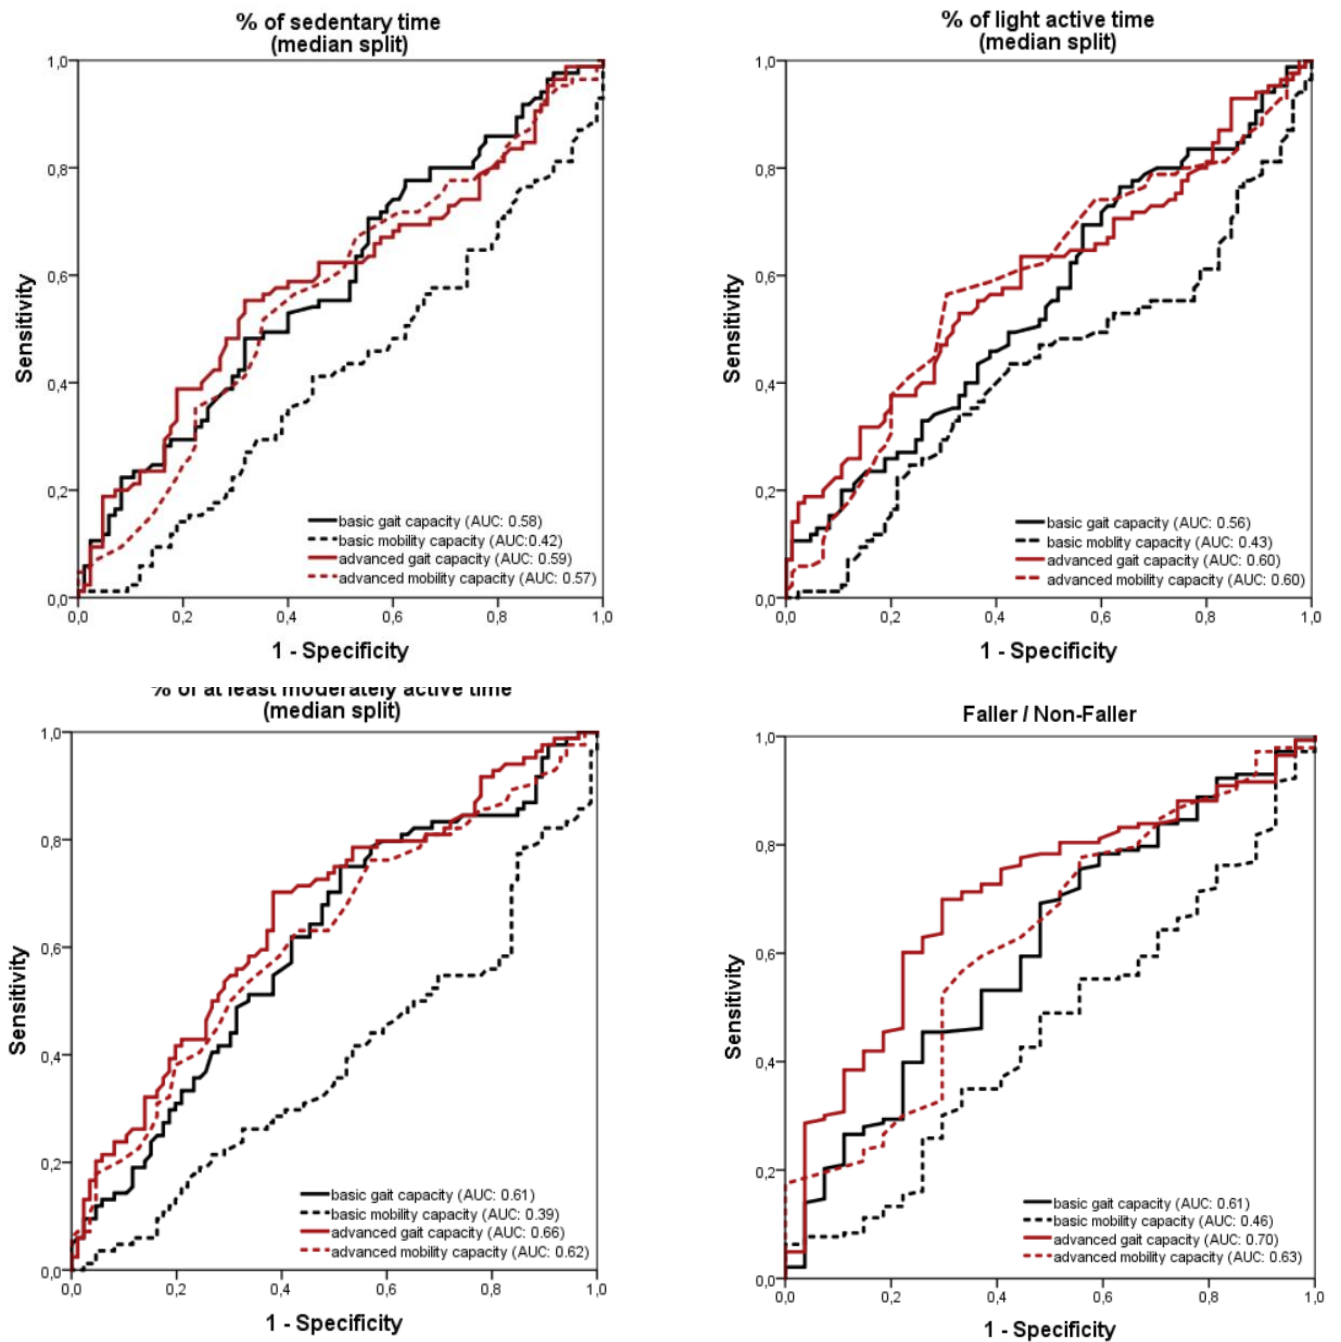 % of sedentary time
(median split)
1,0
0,8
0,6
0,4
0,2
0,0
Sensitivity
basic gait capacity (AUC: 0.58)
basic mobility capacity (AUC:0.42)
advanced gait capacity (AUC: 0.59)
advanced mobility capacity (AUC: 0.57)
0,0 0,2 0,4 0,6 0,8 1,0
1 - Specificity
% of light active time
(median split)
1,0
0,8
0,6
0,4
0,2
0,0
Sensitivity
basic gait capacity (AUC: 0.56)
basic mobility capacity (AUC: 0.43)
advanced gait capacity (AUC: 0.60)
advanced mobility capacity (AUC: 0.60)
0,0 0,2 0,4 0,6 0,8 1,0
1 - Specificity
% of at least moderately active time
(median split)
1,0
0,8
0,6
0,4
0,2
0,0
Sensitivity
basic gait capacity (AUC: 0.61)
basic mobility capacity (AUC: 0.39)
advanced gait capacity (AUC: 0.66)
advanced mobility capacity (AUC: 0.62)
0,0 0,2 0,4 0,6 0,8 1,0
1 - Specificity
Faller / Non-Faller
1,0
0,8
0,6
0,4
0,2
0,0
Sensitivity
basic gait capacity (AUC: 0.61)
basic mobility capacity (AUC: 0.46)
advanced gait capacity (AUC: 0.70)
advanced mobility capacity (AUC: 0.63)
0,0 0,2 0,4 0,6 0,8 1,0
1 - Specificity